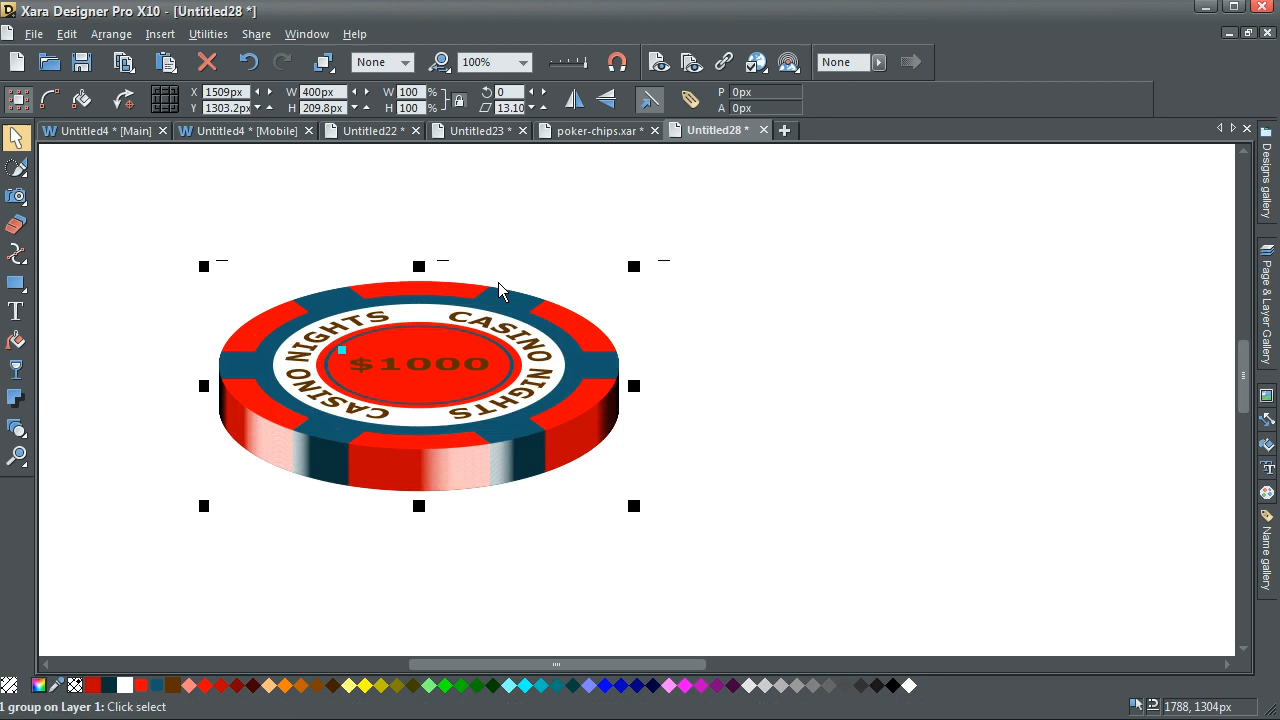 Xara Designer Pro X10 - [Untitled28 *]
File Edit Arrange Insert Utilities Share Window Help
None 100% None
X 1509px W 400px W 100 % 0 P 0px
Y 1303.2px H 209.8px H 100 % 13.10 A 0px
Untitled4 * [Main] Untitled4 * [Mobile] Untitled22 * Untitled23 * poker-chips.xar * Untitled28 *
Designs gallery
Page & Layer Gallery
Name gallery
CASINO NIGHTS
CASINO NIGHTS
$1000
1 group on Layer 1: Click select
1788, 1304px